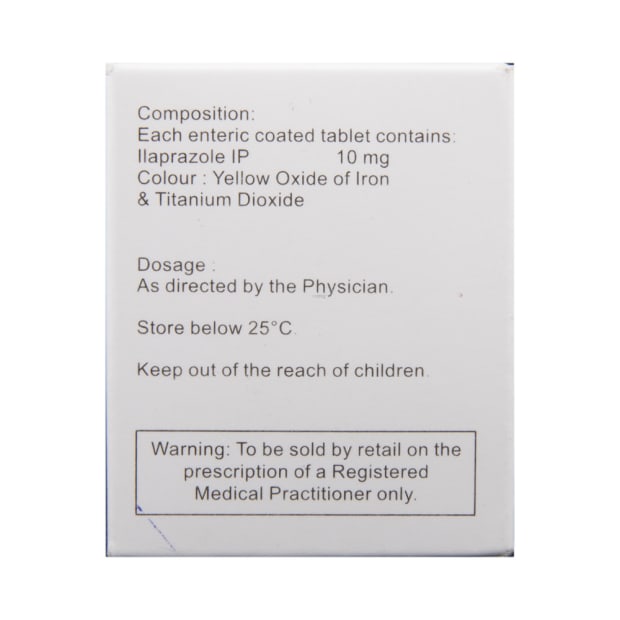 Composition:
Each enteric coated tablet contains:
Ilaprazole IP 10 mg
Colour : Yellow Oxide of Iron
& Titanium Dioxide
Dosage :
As directed by the Physician.
Store below 25°C.
Keep out of the reach of children.
Warning: To be sold by retail on the
prescription of a Registered
Medical Practitioner only.